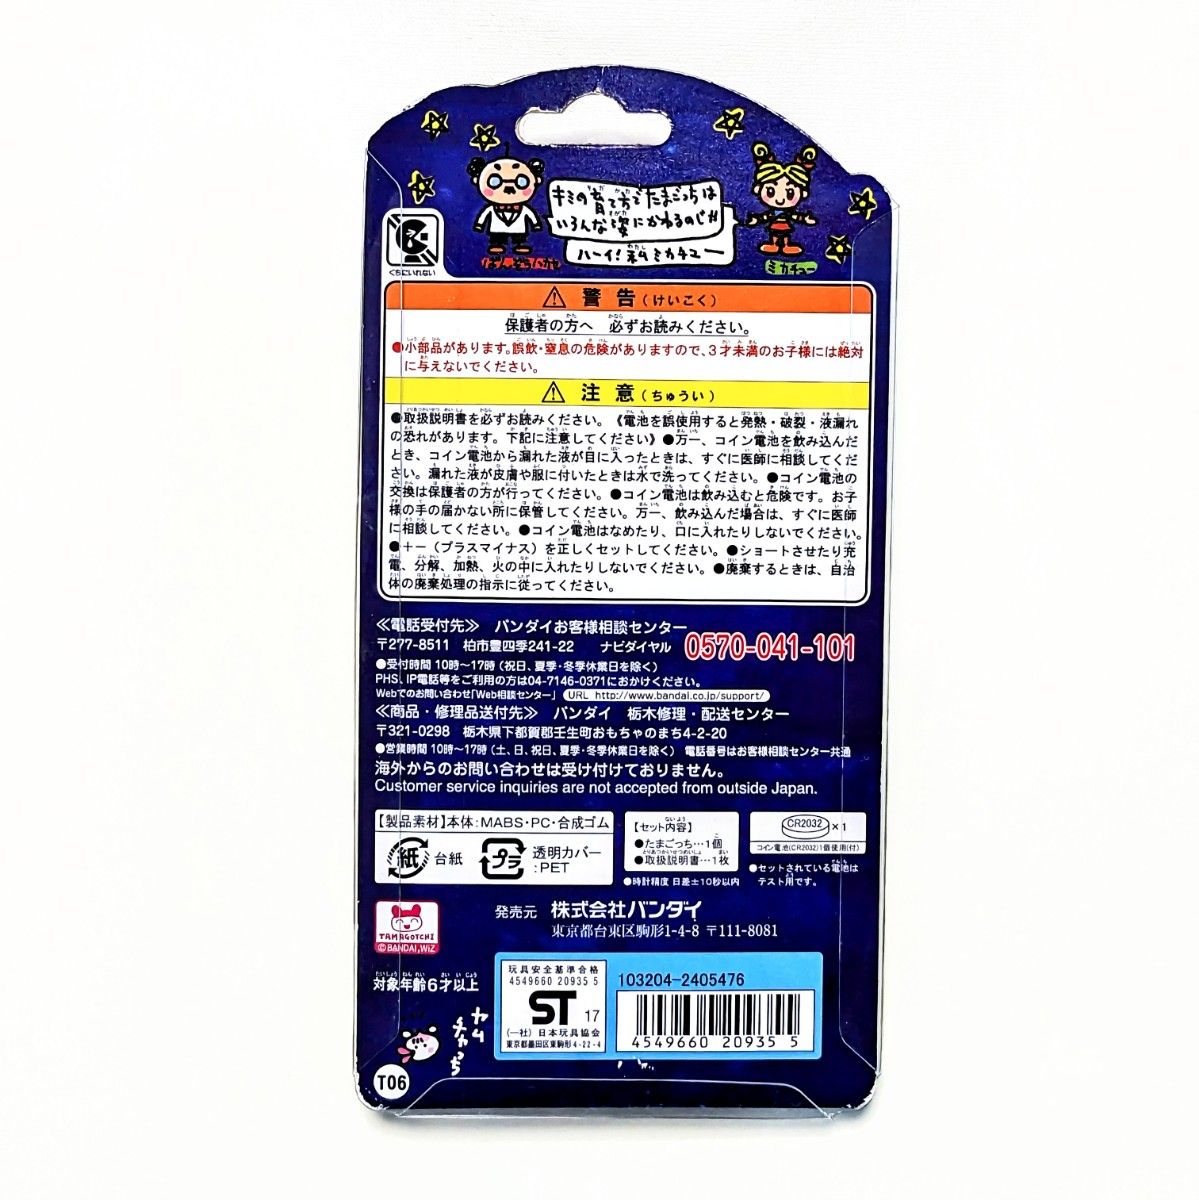 キミの育て方でたまごっちは
いろんな姿にかわるのじゃ!!
ハーイ!私ミカチュー
ばんぞうハカセ
ミカチュー
くちにいれない
警告(けいこく)
保護者の方へ 必ずお読みください。
●小部品があります。誤飲・窒息の危険がありますので、3才未満のお子様には絶対
に与えないでください。
注意(ちゅうい)
●取扱説明書を必ずお読みください。《電池を誤使用すると発熱・破裂・液漏れ
の恐れがあります。下記に注意してください》●万一、コイン電池を飲み込んだ
とき、コイン電池から漏れた液が目に入ったときは、すぐに医師に相談してくだ
さい。漏れた液が皮膚や服に付いたときは水で洗ってください。●コイン電池の
交換は保護者の方が行ってください。●コイン電池は飲み込むと危険です。お子
様の手の届かない所に保管してください。万一、飲み込んだ場合は、すぐに医師
に相談してください。●コイン電池はなめたり、口に入れたりしないでください。
●+-(プラスマイナス)を正しくセットしてください。●ショートさせたり充
電、分解、加熱、火の中に入れたりしないでください。●廃棄するときは、自治
体の廃棄処理の指示に従ってください。
≪電話受付先≫ バンダイお客様相談センター
〒277-8511 柏市豊四季241-22 ナビダイヤル 0570-041-101
●受付時間 10時〜17時(祝日、夏季・冬季休業日を除く)
PHS、IP電話等をご利用の方は04-7146-0371におかけください。
Webでのお問い合わせ「Web相談センター」 URL http://www.bandai.co.jp/support/
≪商品・修理品送付先≫ バンダイ 栃木修理・配送センター
〒321-0298 栃木県下都賀郡壬生町おもちゃのまち4-2-20
●営業時間 10時〜17時(土、日、祝日、夏季・冬季休業日を除く) 電話番号はお客様相談センター共通
海外からのお問い合わせは受け付けておりません。
Customer service inquiries are not accepted from outside Japan.
【製品素材】本体:MABS・PC・合成ゴム
紙 台紙
プラ 透明カバー
:PET
【セット内容】
●たまごっち…1個
●取扱説明書…1枚
●時計精度 日差±10秒以内
CR2032 ×1
コイン電池(CR2032)1個使用(付)
●セットされている電池は
テスト用です。
TAMAGOTCHI
©BANDAI,WiZ
発売元 株式会社バンダイ
東京都台東区駒形1-4-8 〒111-8081
対象年齢6才以上
ヤム
チャっち
T06
玩具安全基準合格
4549660 20935 5
ST 17
(一社)日本玩具協会
東京都墨田区東駒形4-22-4
103204-2405476
4549660 20935 5